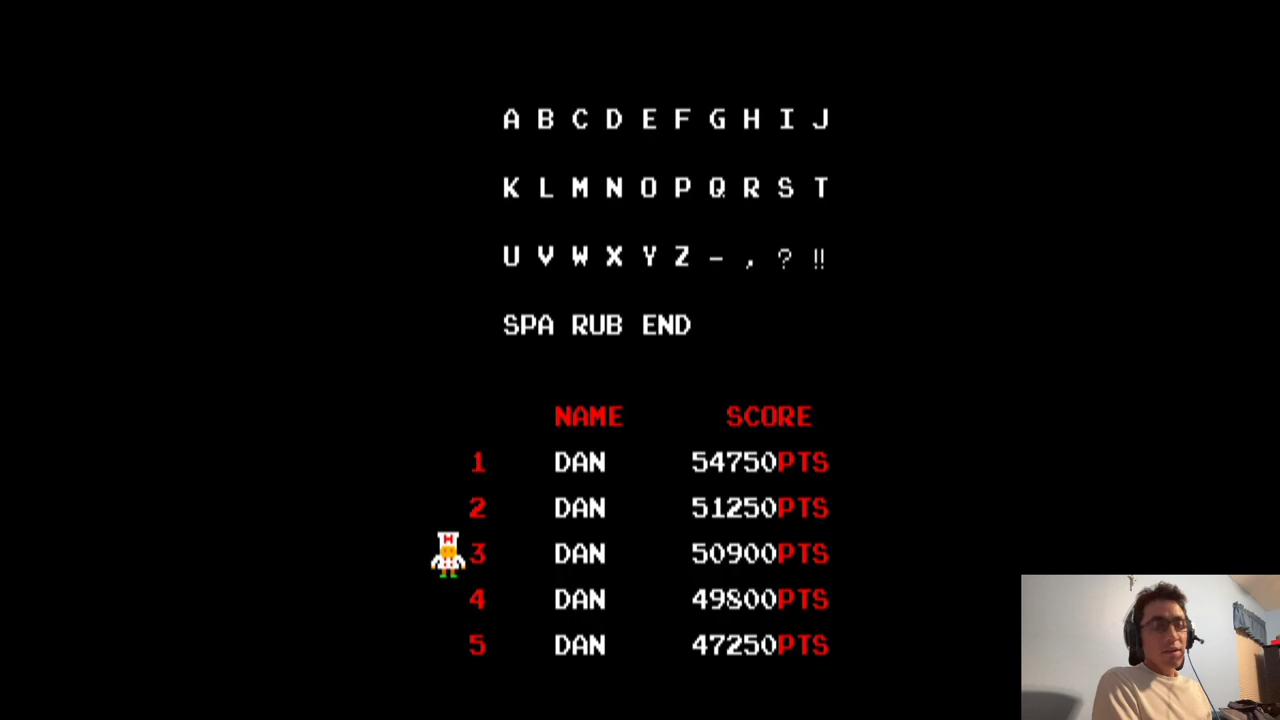 A B C D E F G H I J
K L M N O P Q R S T
U V W X Y Z - , ? !!
SPA RUB END
NAME SCORE
1 DAN 54750PTS
2 DAN 51250PTS
3 DAN 50900PTS
4 DAN 49800PTS
5 DAN 47250PTS